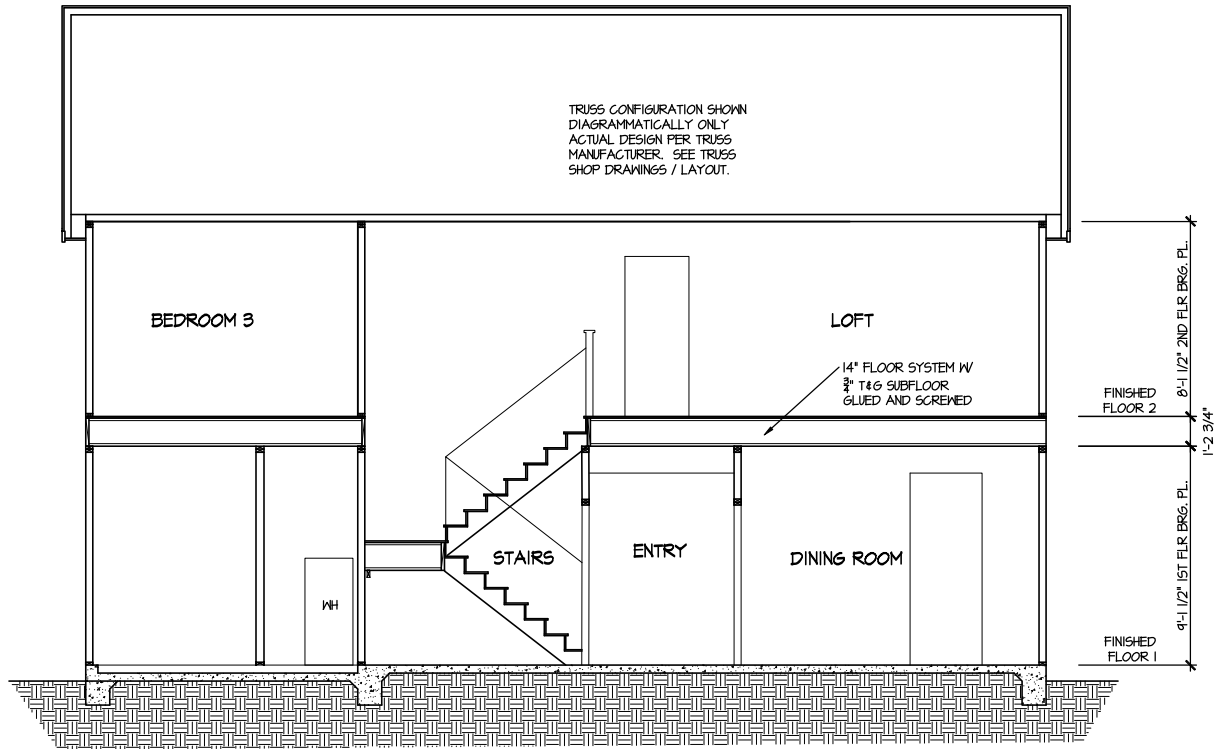 TRUSS CONFIGURATION SHOWN
DIAGRAMMATICALLY ONLY
ACTUAL DESIGN PER TRUSS
MANUFACTURER. SEE TRUSS
SHOP DRAWINGS / LAYOUT.
BEDROOM 3
LOFT
14" FLOOR SYSTEM W/
3/4" T&G SUBFLOOR
GLUED AND SCREWED
FINISHED
FLOOR 2
8'-1 1/2" 2ND FLR BRG. PL.
1'-2 3/4"
9'-1 1/2" 1ST FLR BRG. PL.
STAIRS
ENTRY
DINING ROOM
WH
FINISHED
FLOOR 1